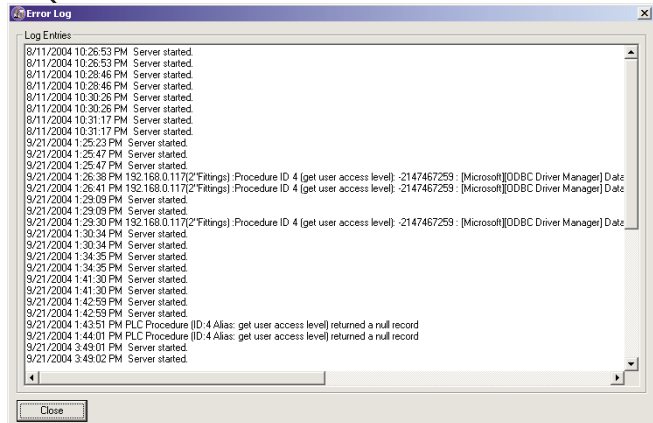 Error Log
Log Entries
8/11/2004 10:26:53 PM Server started.
8/11/2004 10:26:53 PM Server started.
8/11/2004 10:28:46 PM Server started.
8/11/2004 10:28:46 PM Server started.
8/11/2004 10:30:26 PM Server started.
8/11/2004 10:30:26 PM Server started.
8/11/2004 10:31:17 PM Server started.
8/11/2004 10:31:17 PM Server started.
9/21/2004 1:25:23 PM Server started.
9/21/2004 1:25:47 PM Server started.
9/21/2004 1:25:47 PM Server started.
9/21/2004 1:26:38 PM 192.168.0.117(2"Fittings) :Procedure ID 4 (get user access level): -2147467259 : [Microsoft][ODBC Driver Manager] Data
9/21/2004 1:26:41 PM 192.168.0.117(2"Fittings) :Procedure ID 4 (get user access level): -2147467259 : [Microsoft][ODBC Driver Manager] Data
9/21/2004 1:29:09 PM Server started.
9/21/2004 1:29:09 PM Server started.
9/21/2004 1:29:30 PM 192.168.0.117(2"Fittings) :Procedure ID 4 (get user access level): -2147467259 : [Microsoft][ODBC Driver Manager] Data
9/21/2004 1:30:34 PM Server started.
9/21/2004 1:30:34 PM Server started.
9/21/2004 1:34:35 PM Server started.
9/21/2004 1:34:35 PM Server started.
9/21/2004 1:41:30 PM Server started.
9/21/2004 1:41:30 PM Server started.
9/21/2004 1:42:59 PM Server started.
9/21/2004 1:42:59 PM Server started.
9/21/2004 1:43:51 PM PLC Procedure (ID:4 Alias: get user access level) returned a null record
9/21/2004 1:44:01 PM PLC Procedure (ID:4 Alias: get user access level) returned a null record
9/21/2004 3:49:01 PM Server started.
9/21/2004 3:49:02 PM Server started.
Close